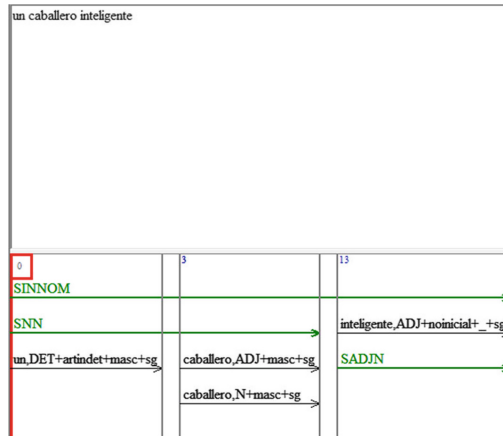 un caballero inteligente
0 3 13
SINNOM
SNN inteligente,ADJ+noinicial+_+sg
un,DET+artindet+masc+sg caballero,ADJ+masc+sg SADJN
caballero,N+masc+sg